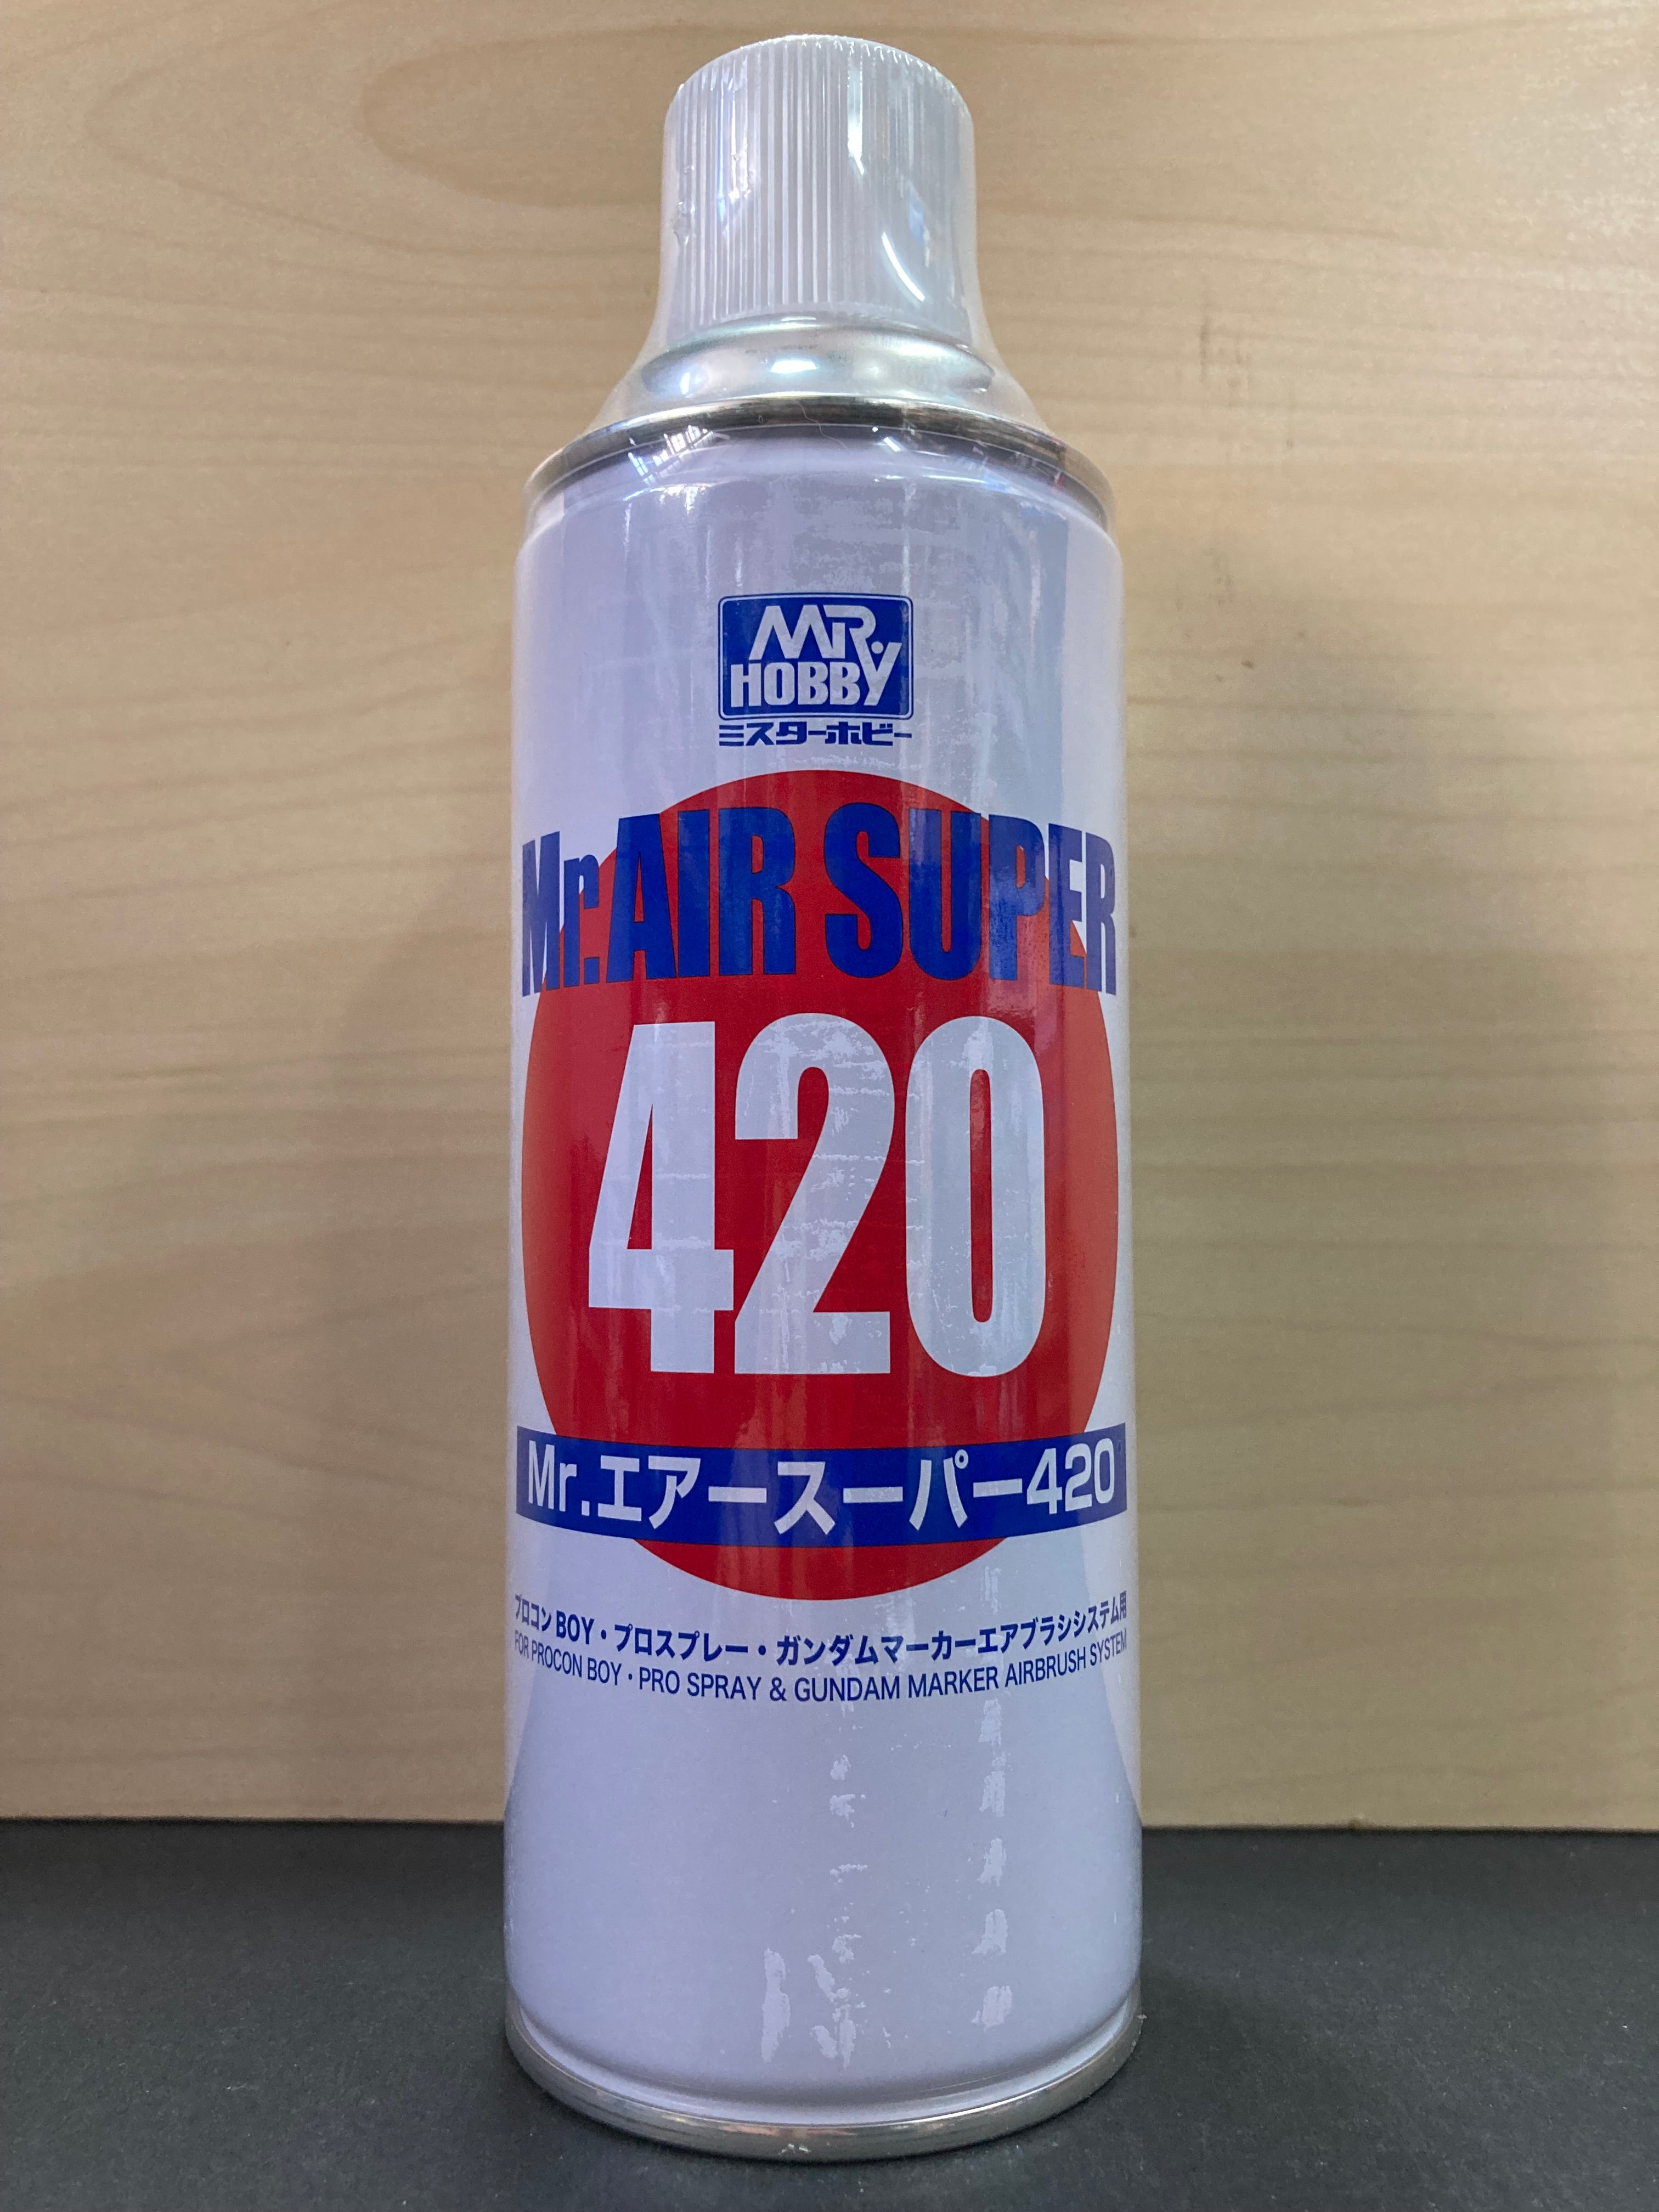 MR. HOBBY
ミスターホビー
Mr.AIR SUPER
420
Mr.エアースーパー420
プロコンBOY・プロスプレー・ガンダムマーカーエアブラシシステム用
FOR PROCON BOY・PRO SPRAY & GUNDAM MARKER AIRBRUSH SYSTEM